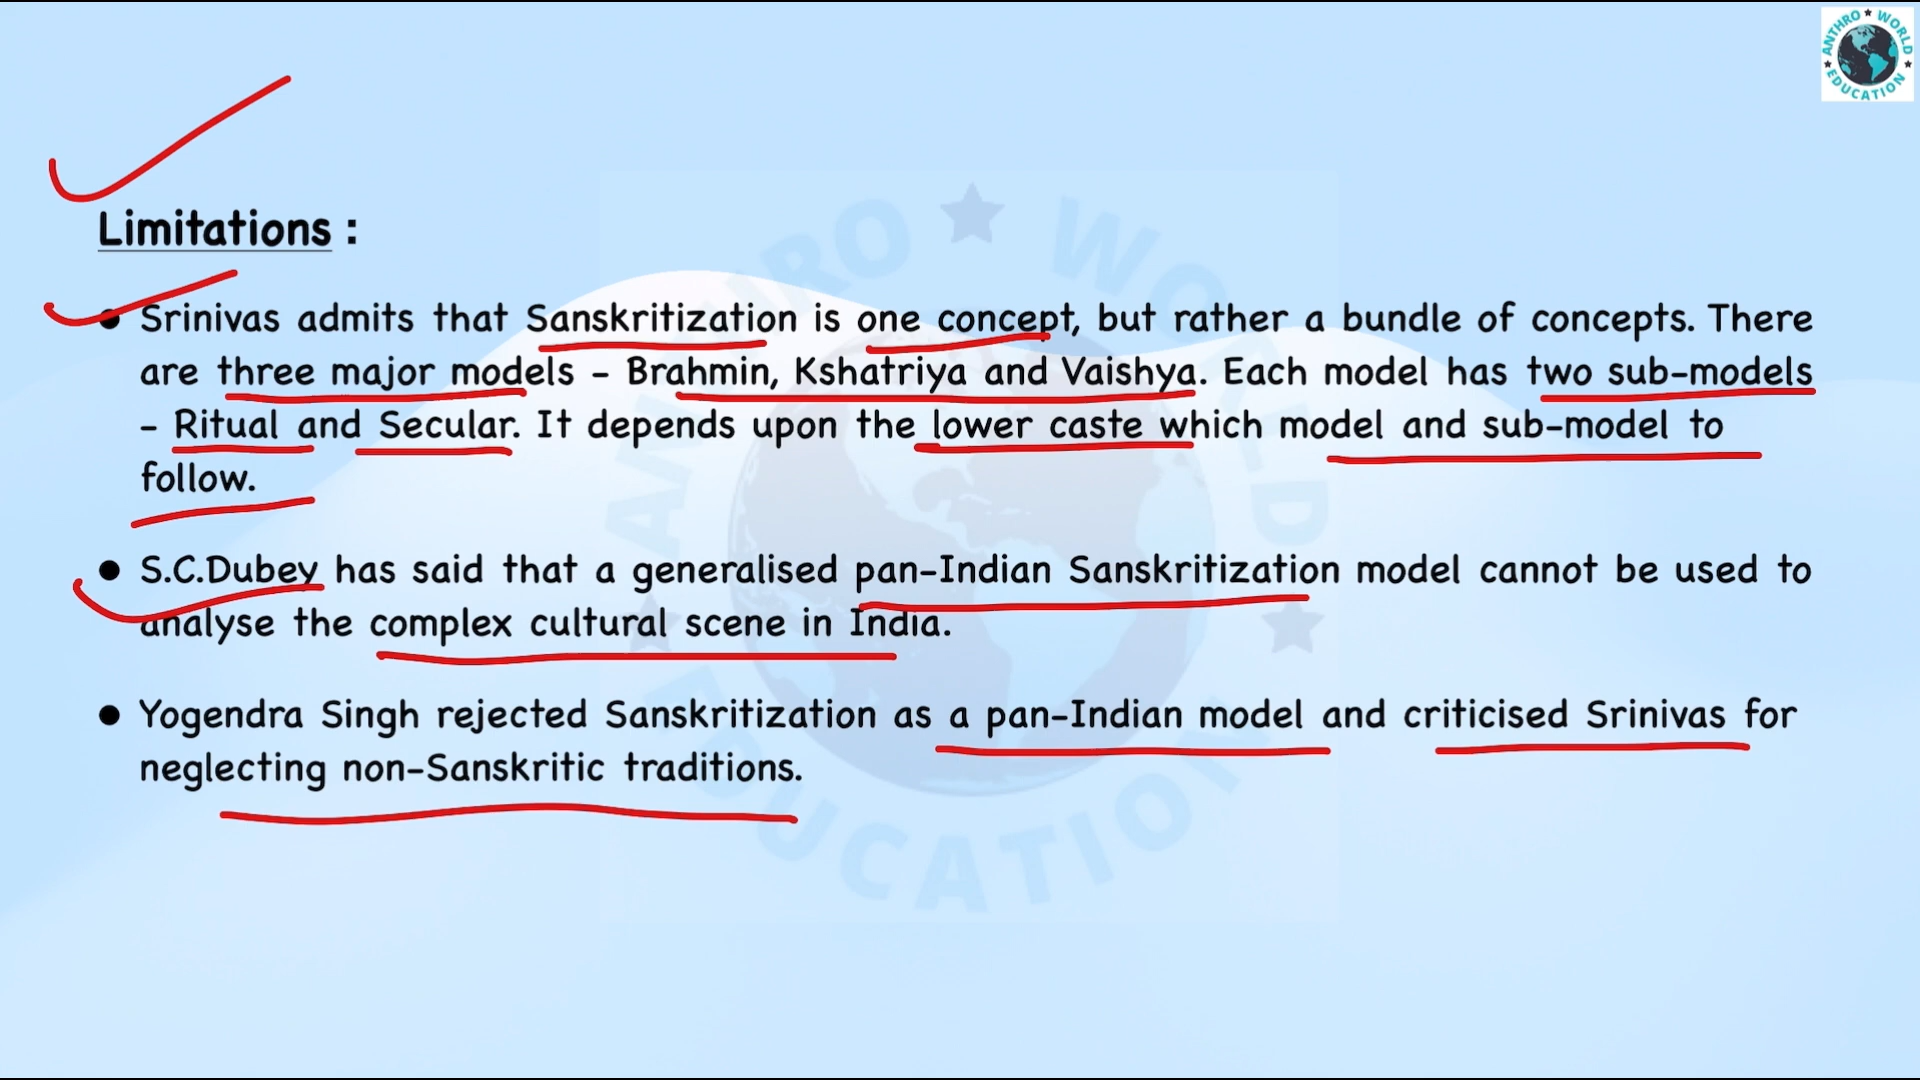 ANTHRO WORLD
EDUCATION
Limitations :
● Srinivas admits that Sanskritization is one concept, but rather a bundle of concepts. There
are three major models - Brahmin, Kshatriya and Vaishya. Each model has two sub-models
- Ritual and Secular. It depends upon the lower caste which model and sub-model to
follow.
● S.C.Dubey has said that a generalised pan-Indian Sanskritization model cannot be used to
analyse the complex cultural scene in India.
● Yogendra Singh rejected Sanskritization as a pan-Indian model and criticised Srinivas for
neglecting non-Sanskritic traditions.
ANTHRO WORLD
EDUCATION